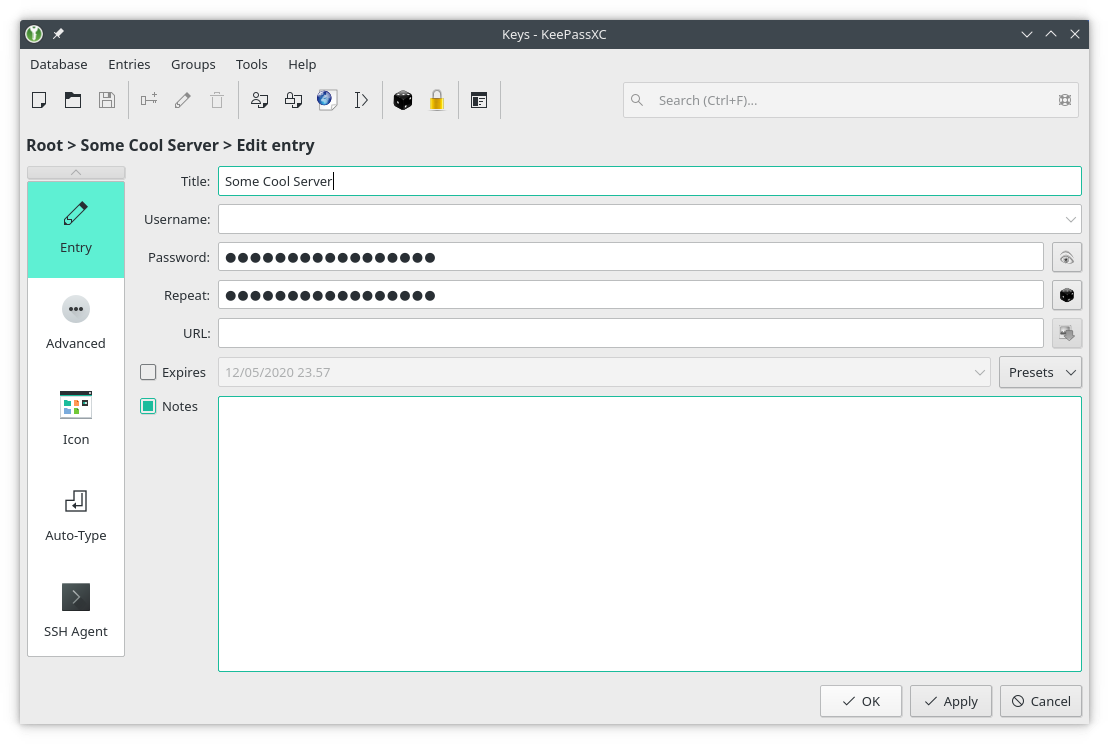 Keys - KeePassXC
Database Entries Groups Tools Help
Search (Ctrl+F)...
Root > Some Cool Server > Edit entry
Entry
Advanced
Icon
Auto-Type
SSH Agent
Title: Some Cool Server
Username:
Password: ●●●●●●●●●●●●●●●●●
Repeat: ●●●●●●●●●●●●●●●●●
URL:
Expires 12/05/2020 23.57 Presets
Notes
OK Apply Cancel